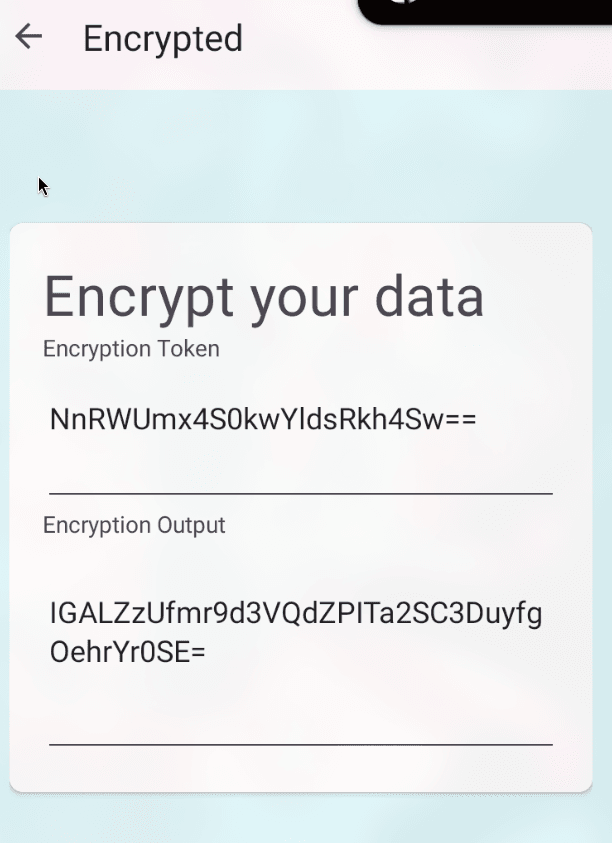 Encrypted
Encrypt your data
Encryption Token
NnRWUmx4S0kwYldsRkh4Sw==
Encryption Output
IGALZzUfmr9d3VQdZPITa2SC3Duyfg
OehrYr0SE=